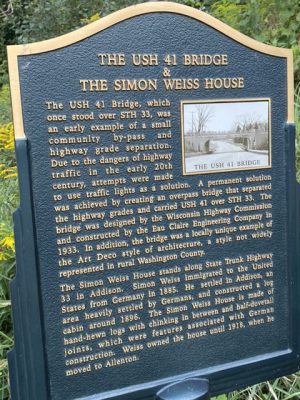 THE USH 41 BRIDGE
&
THE SIMON WEISS HOUSE
The USH 41 Bridge, which
once stood over STH 33, was
an early example of a small
community by-pass and
highway grade separation.
Due to the dangers of highway
traffic in the early 20th
century, attempts were made
to use traffic lights as a solution. A permanent solution
was achieved by creating an overpass bridge that separated
the highway grades and carried USH 41 over STH 33. The
bridge was designed by the Wisconsin Highway Commission
and constructed by the Eau Claire Engineering Company in
1933. In addition, the bridge was a locally unique example of
the Art Deco style of architecture, a style not widely
represented in rural Washington County.
THE USH 41 BRIDGE
The Simon Weiss House stands along State Trunk Highway
33 in Addison. Simon Weiss immigrated to the United
States from Germany in 1885. He settled in Addison, an
area heavily settled by Germans, and constructed a log
cabin around 1896. The Simon Weiss House is made of
hand-hewn logs with chinking in between and half-dovetail
joints, which were features associated with German
construction. Weiss owned the house until 1918, when he
moved to Allenton.